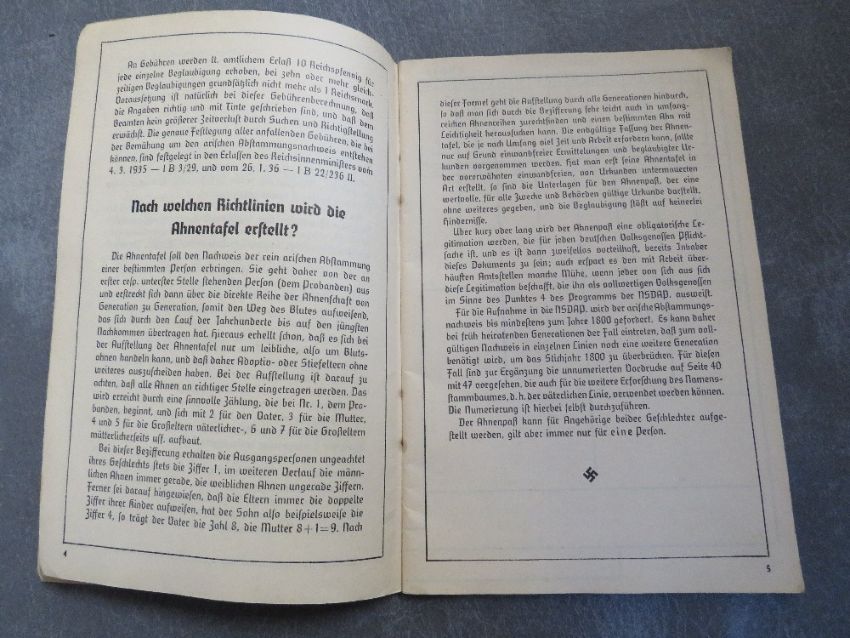 An Gebühren werden lt. amtlichem Erlaß 10 Reichspfennig für
jede einzelne Beglaubigung erhoben, bei zehn oder mehr gleich-
zeitigen Beglaubigungen grundsätzlich nicht mehr als 1 Reichsmark.
Voraussetzung ist natürlich bei dieser Gebührenberechnung, daß
die Angaben richtig und mit Tinte geschrieben sind, und daß dem
Beamten kein größerer Zeitverlust durch Suchen und Richtigstellung
erwächst. Die genaue Festlegung aller anfallenden Gebühren, die bei
der Bemühung um den arischen Abstammungsnachweis entstehen
können, sind festgelegt in den Erlassen des Reichsinnenministers vom
4. 3. 1935 — I B 3/29, und vom 26. 1. 36 — I B 22/236 II.
Nach welchen Richtlinien wird die
Ahnentafel erstellt?
Die Ahnentafel soll den Nachweis der rein arischen Abstammung
einer bestimmten Person erbringen. Sie geht daher von der an
erster resp. unterster Stelle stehenden Person (dem Probanden) aus
und erstreckt sich dann über die direkte Reihe der Ahnenschaft von
Generation zu Generation, somit den Weg des Blutes aufweisend,
das sich durch den Lauf der Jahrhunderte bis auf den jüngsten
Nachkommen übertragen hat. Hieraus erhellt schon, daß es sich bei
der Aufstellung der Ahnentafel nur um leibliche, also um Bluts-
ahnen handeln kann, und daß daher Adoptiv- oder Stiefeltern ohne
weiteres auszuscheiden haben. Bei der Aufstellung ist darauf zu
achten, daß alle Ahnen an richtiger Stelle eingetragen werden. Das
wird erreicht durch eine sinnvolle Zählung, die bei Nr. 1, dem Pro-
banden, beginnt, und sich mit 2 für den Vater, 3 für die Mutter,
4 und 5 für die Großeltern väterlicher-, 6 und 7 für die Großeltern
mütterlicherseits usf. aufbaut.
Bei dieser Bezifferung erhalten die Ausgangspersonen ungeachtet
ihres Geschlechts stets die Ziffer 1, im weiteren Verlauf die männ-
lichen Ahnen immer gerade, die weiblichen Ahnen ungerade Ziffern.
Ferner sei darauf hingewiesen, daß die Eltern immer die doppelte
Ziffer ihrer Kinder aufweisen, hat der Sohn also beispielsweise die
Ziffer 4, so trägt der Vater die Zahl 8, die Mutter 8+1=9. Nach
4
dieser Formel geht die Aufstellung durch alle Generationen hindurch,
so daß man sich durch die Bezifferung sehr leicht auch in umfang-
reichen Ahnenreihen zurechtfinden und einen bestimmten Ahn mit
Leichtigkeit heraussuchen kann. Die endgültige Fassung der Ahnen-
tafel, die je nach Umfang viel Zeit und Arbeit erfordern kann, sollte
nur auf Grund einwandfreier Ermittelungen und beglaubigter Ur-
kunden vorgenommen werden. Hat man erst seine Ahnentafel in
der vorerwähnten einwandfreien, von Urkunden untermauerten
Art erstellt, so sind die Unterlagen für den Ahnenpaß, der eine
wertvolle, für alle Zwecke und Behörden gültige Urkunde darstellt,
ohne weiteres gegeben, und die Beglaubigung stößt auf keinerlei
Hindernisse.
Über kurz oder lang wird der Ahnenpaß eine obligatorische Le-
gitimation werden, die für jeden deutschen Volksgenossen Pflicht-
sache ist, und es ist dann zweifellos vorteilhaft, bereits Inhaber
dieses Dokuments zu sein; auch erspart es den mit Arbeit über-
häuften Amtsstellen manche Mühe, wenn jeder von sich aus sich
diese Legitimation beschafft, die ihn als vollwertigen Volksgenossen
im Sinne des Punktes 4 des Programms der NSDAP. ausweist.
Für die Aufnahme in die NSDAP. wird der arische Abstammungs-
nachweis bis mindestens zum Jahre 1800 gefordert. Es kann daher
bei früh heiratenden Generationen der Fall eintreten, daß zum voll-
gültigen Nachweis in einzelnen Linien noch eine weitere Generation
benötigt wird, um das Stichjahr 1800 zu überbrücken. Für diesen
Fall sind zur Ergänzung die unnumerierten Vordrucke auf Seite 40
mit 47 vorgesehen, die auch für die weitere Erforschung des Namens-
stammbaumes, d. h. der väterlichen Linie, verwendet werden können.
Die Numerierung ist hierbei selbst durchzuführen.
Der Ahnenpaß kann für Angehörige beider Geschlechter aufge-
stellt werden, gilt aber immer nur für eine Person.
5